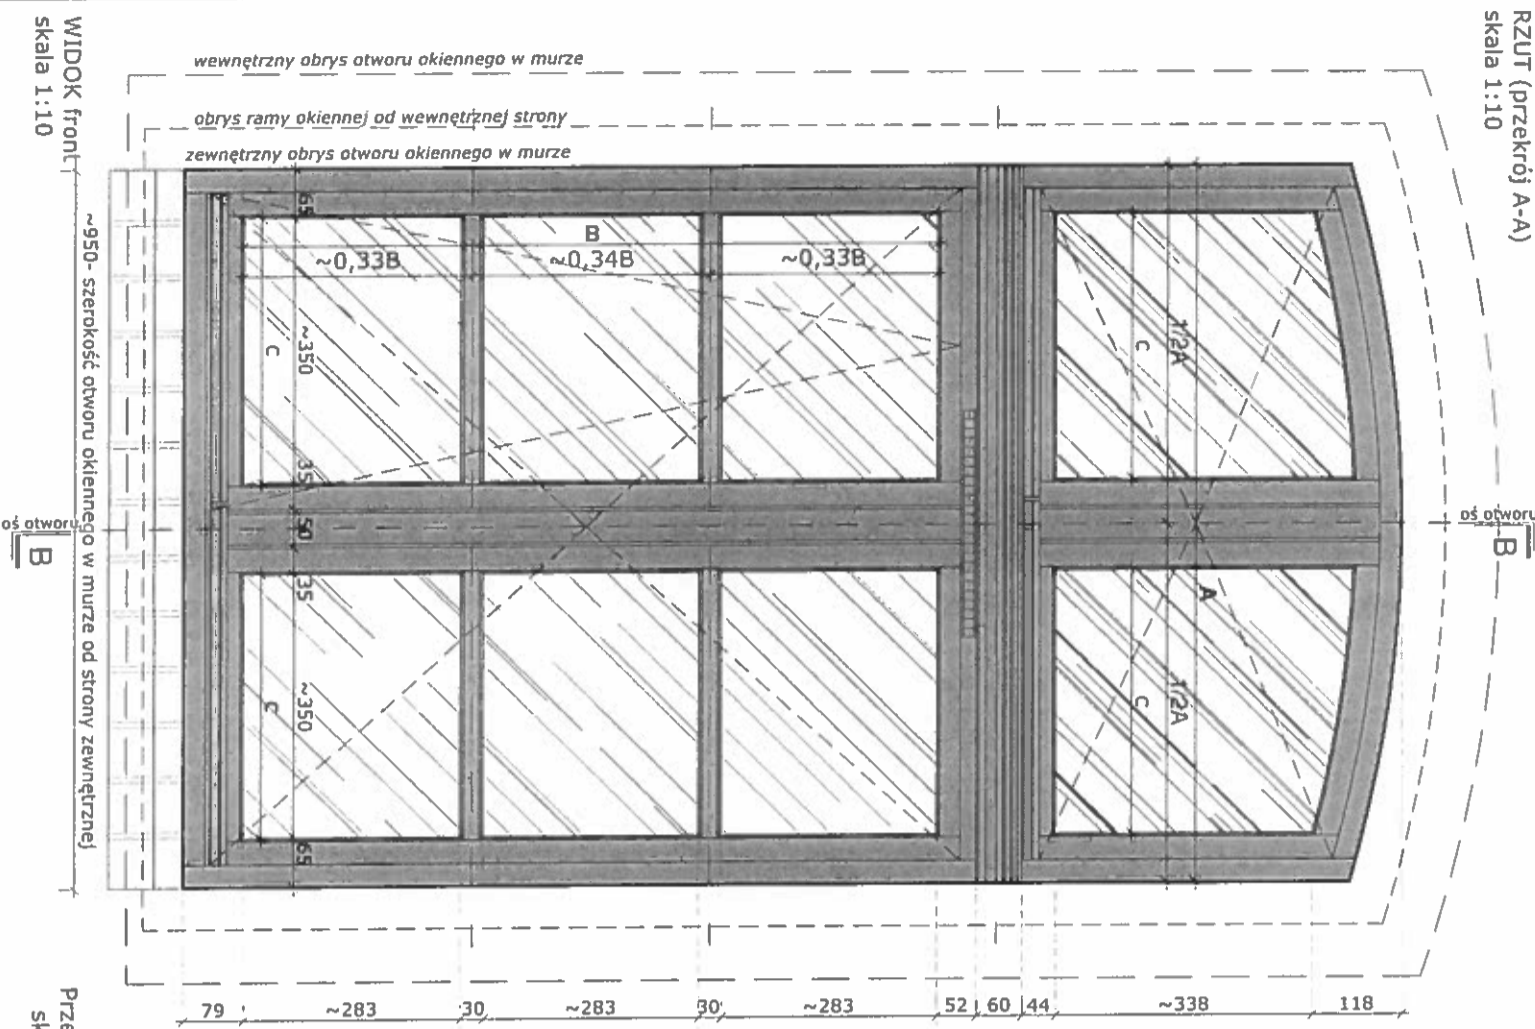 WIDOK front
skala 1:10
RZUT (przekrój A-A)
skala 1:10
wewnętrzny obrys otworu okiennego w murze
obrys ramy okiennej od wewnętrznej strony
zewnętrzny obrys otworu okiennego w murze
65
B
~0,33B
~0,34B
~0,33B
~350
C
1/2A
C
35
50
35
oś otworu
B
oś otworu
B
A
~350
C
1/2A
C
65
~950- szerokość otworu okiennego w murze od strony zewnętrznej
79
~283
30
~283
30
~283
52
60
44
~338
118